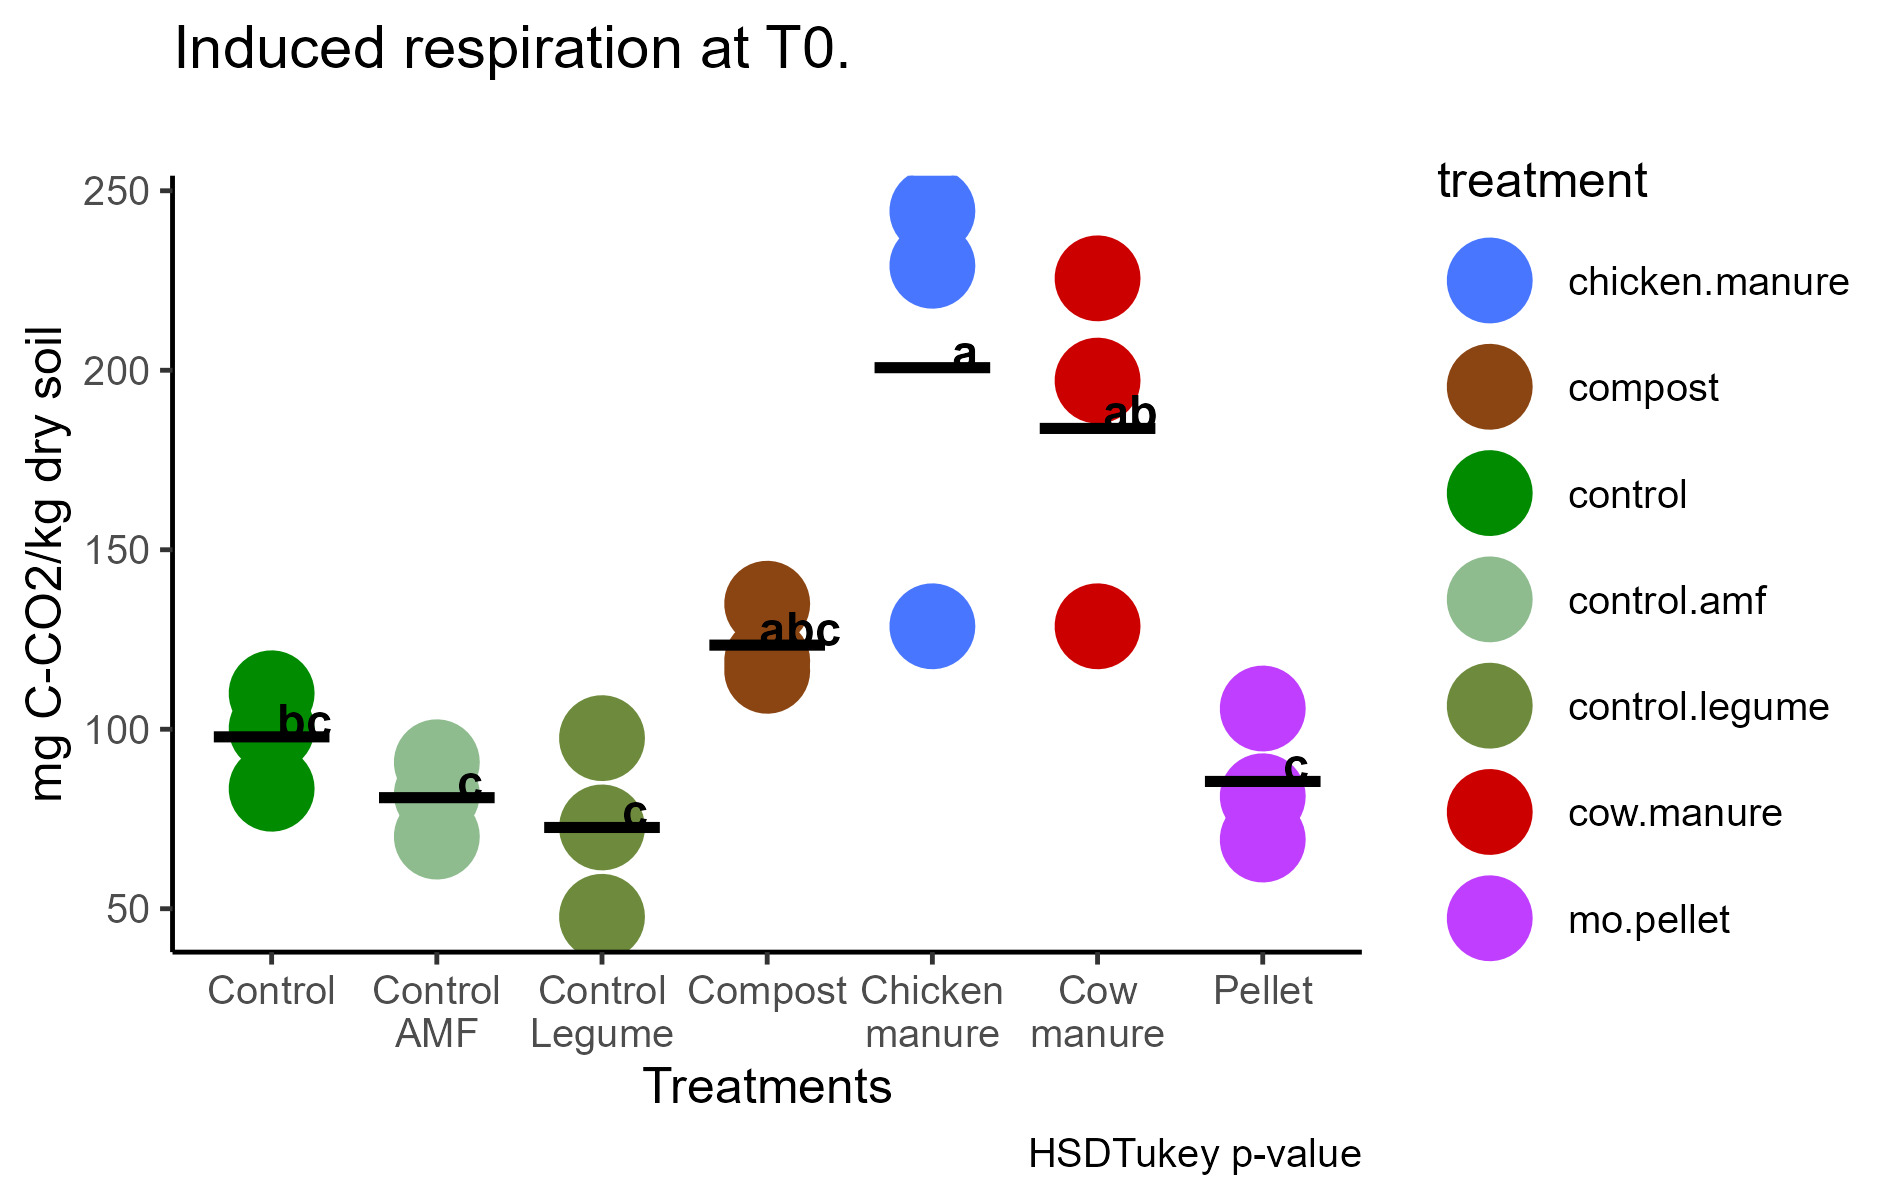 Induced respiration at T0.
mg C-CO2/kg dry soil
250
200
150
100
50
bc
c
c
abc
a
ab
c
Control
Control
AMF
Control
Legume
Compost
Chicken
manure
Cow
manure
Pellet
Treatments
HSDTukey p-value
treatment
chicken.manure
compost
control
control.amf
control.legume
cow.manure
mo.pellet